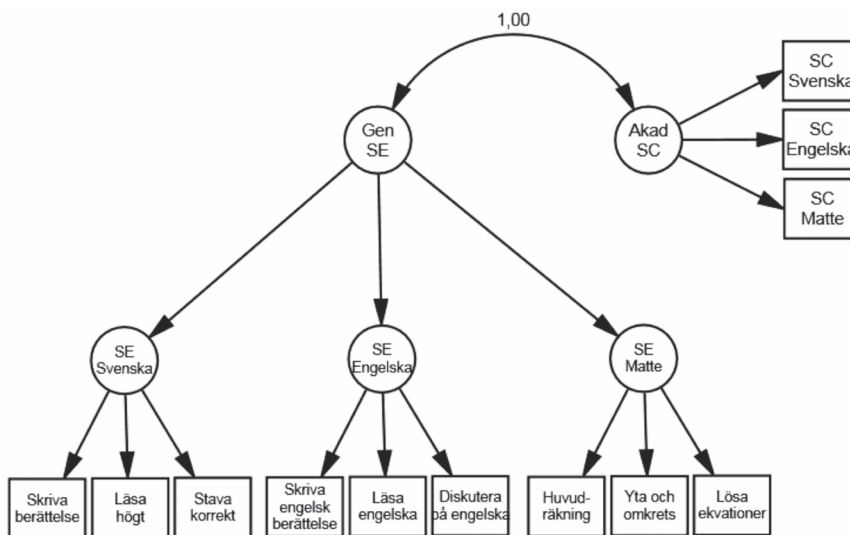 1,00
Gen
SE
Akad
SC
SC
Svenska
SC
Engelska
SC
Matte
SE
Svenska
SE
Engelska
SE
Matte
Skriva
berättelse
Läsa
högt
Stava
korrekt
Skriva
engelsk
berättelse
Läsa
engelska
Diskutera
på engelska
Huvud-
räkning
Yta och
omkrets
Lösa
ekvationer